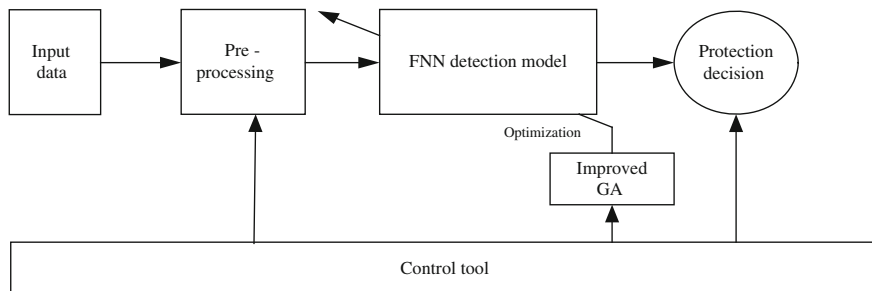 Input
data
Pre -
processing
FNN detection model
Protection
decision
Optimization
Improved
GA
Control tool